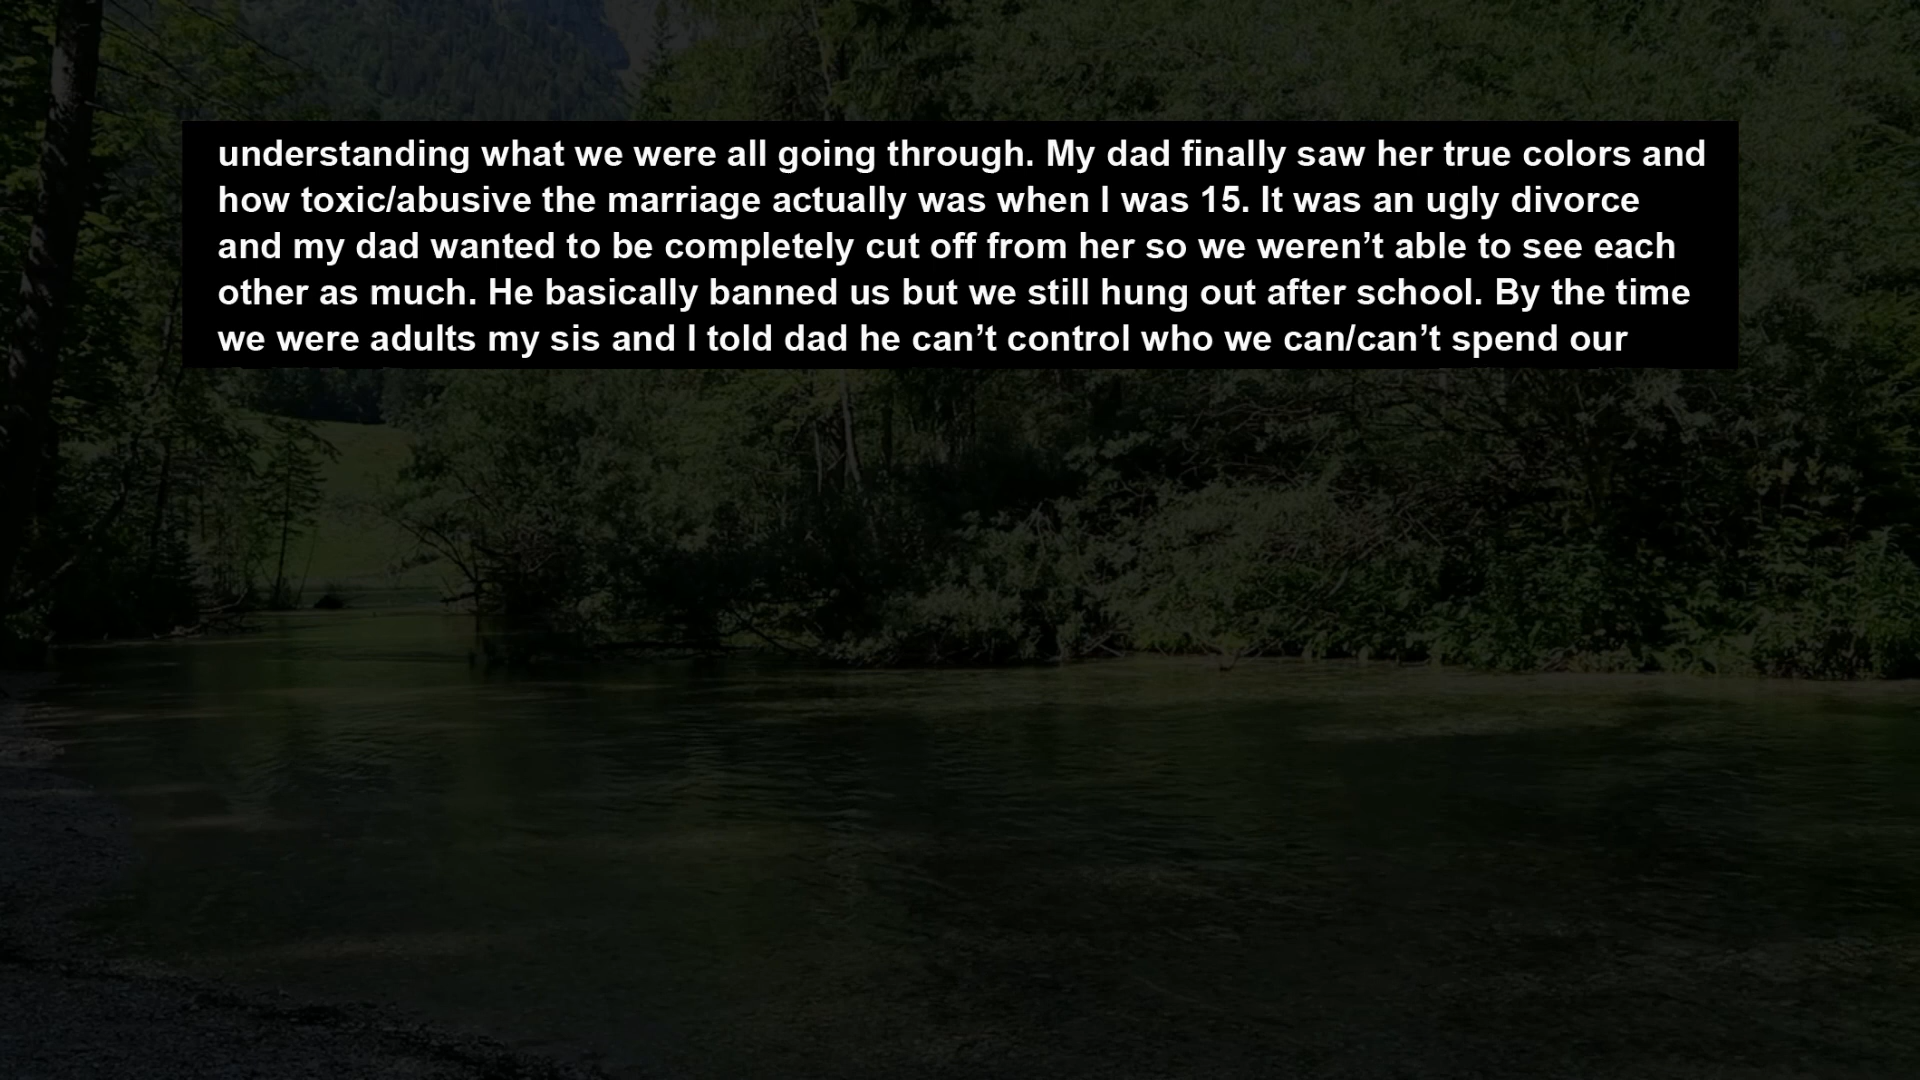 understanding what we were all going through. My dad finally saw her true colors and
how toxic/abusive the marriage actually was when I was 15. It was an ugly divorce
and my dad wanted to be completely cut off from her so we weren’t able to see each
other as much. He basically banned us but we still hung out after school. By the time
we were adults my sis and I told dad he can’t control who we can/can’t spend our